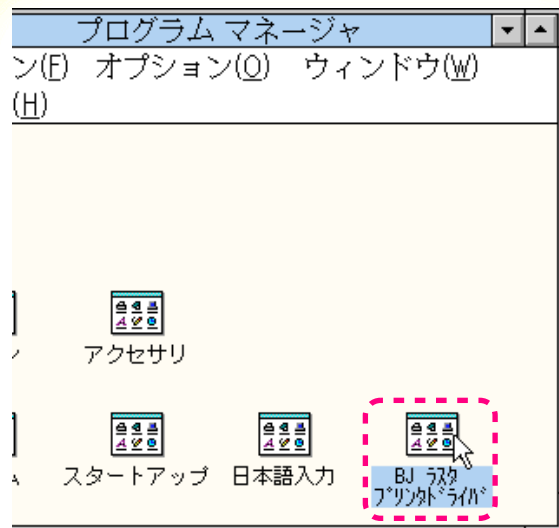 プログラム マネージャ
ン(F) オプション(O) ウィンドウ(W)
(H)
アクセサリ
スタートアップ 日本語入力 BJ ﾗｽﾀ
ﾌﾟﾘﾝﾀﾄﾞﾗｲﾊﾞ